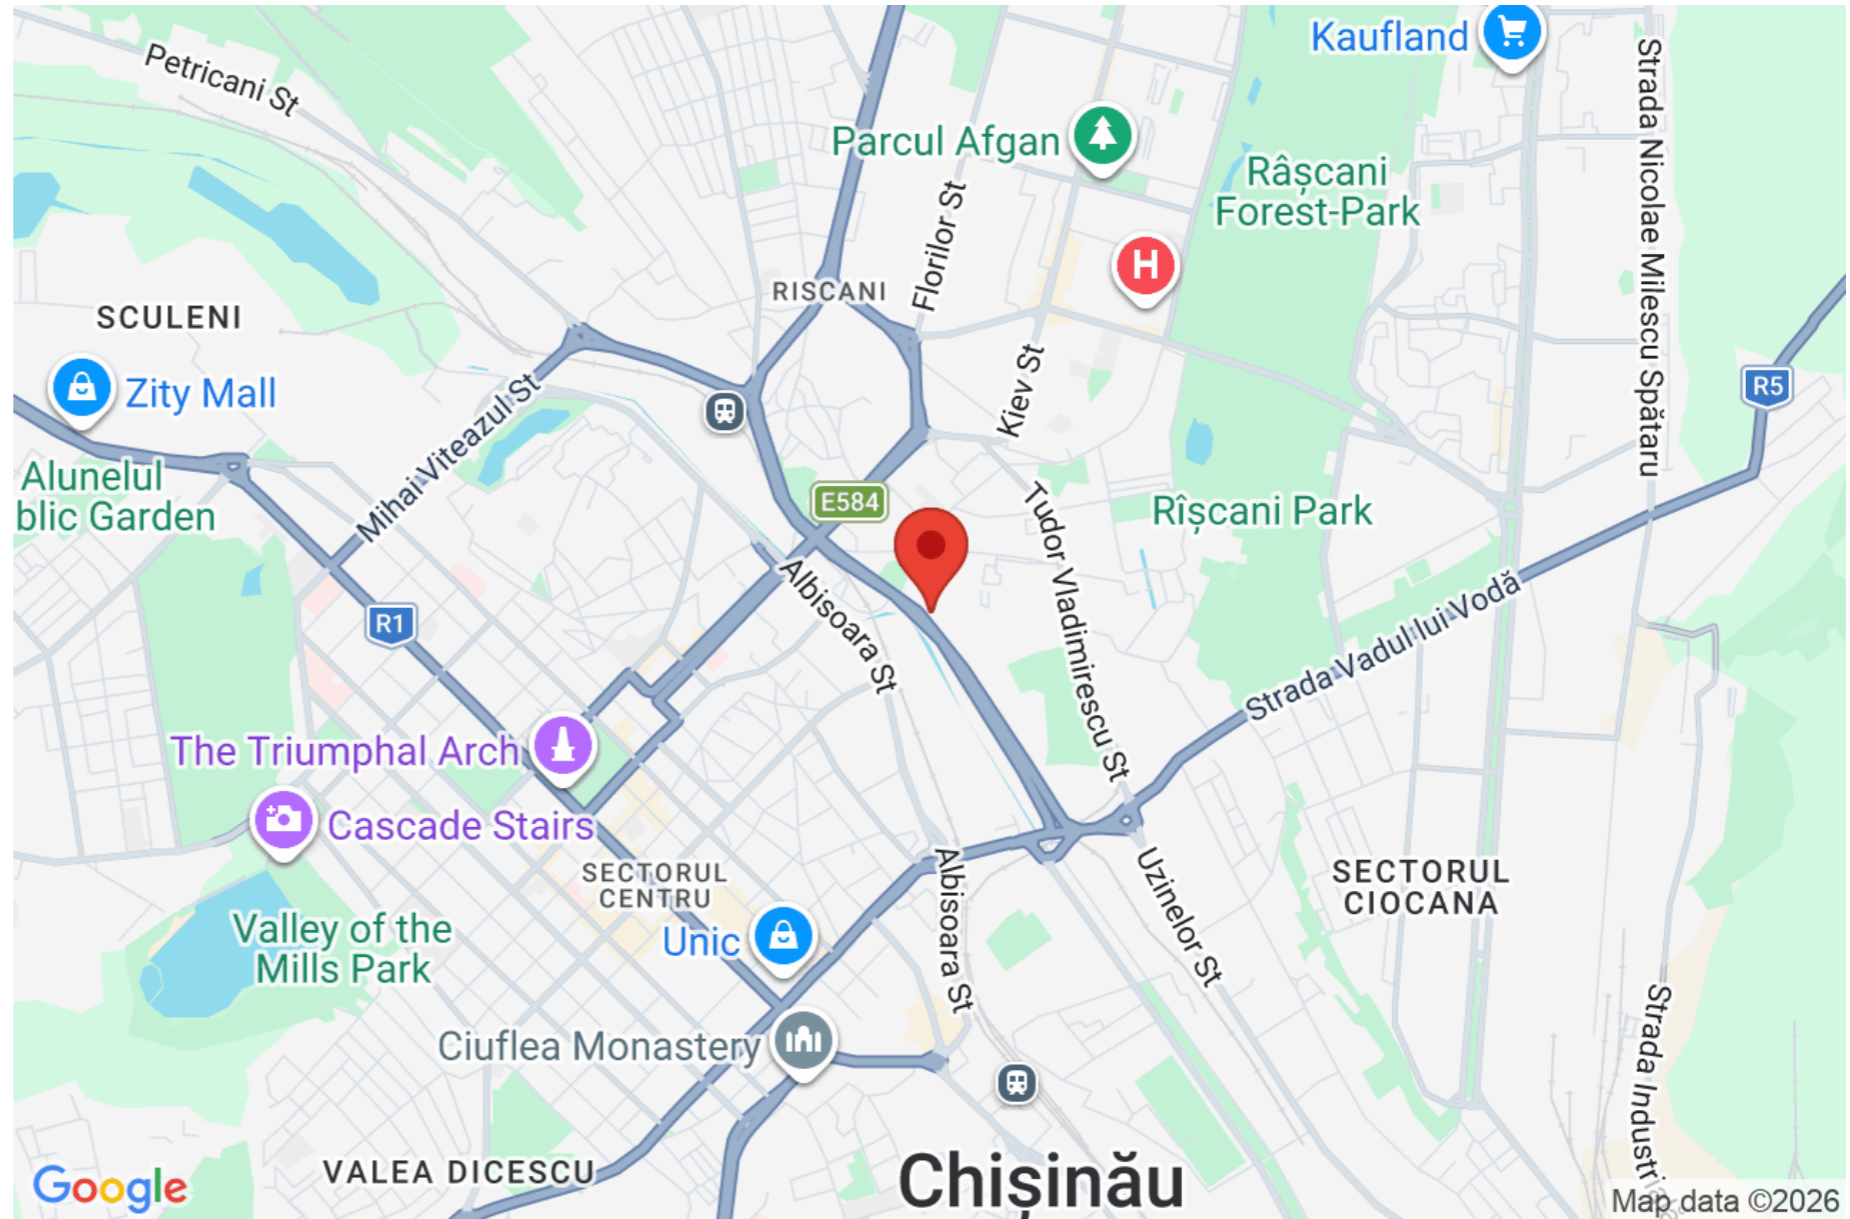 Kaufland
Petricani St
Parcul Afgan
Râșcani
Forest-Park
Strada Nicolae Milescu Spătaru
Florilor St
H
RISCANI
SCULENI
Zity Mall
Kiev St
R5
Mihai Viteazul St
Alunelul
blic Garden
E584
Rîșcani Park
Tudor Vladimirescu St
Albisoara St
R1
Strada Vadul lui Vodă
The Triumphal Arch
Cascade Stairs
SECTORUL
CENTRU
SECTORUL
CIOCANA
Albisoara St
Uzinelor St
Valley of the
Mills Park
Unic
Ciuflea Monastery
Strada Industri
VALEA DICESCU
Chișinău
Google
Map data ©2026